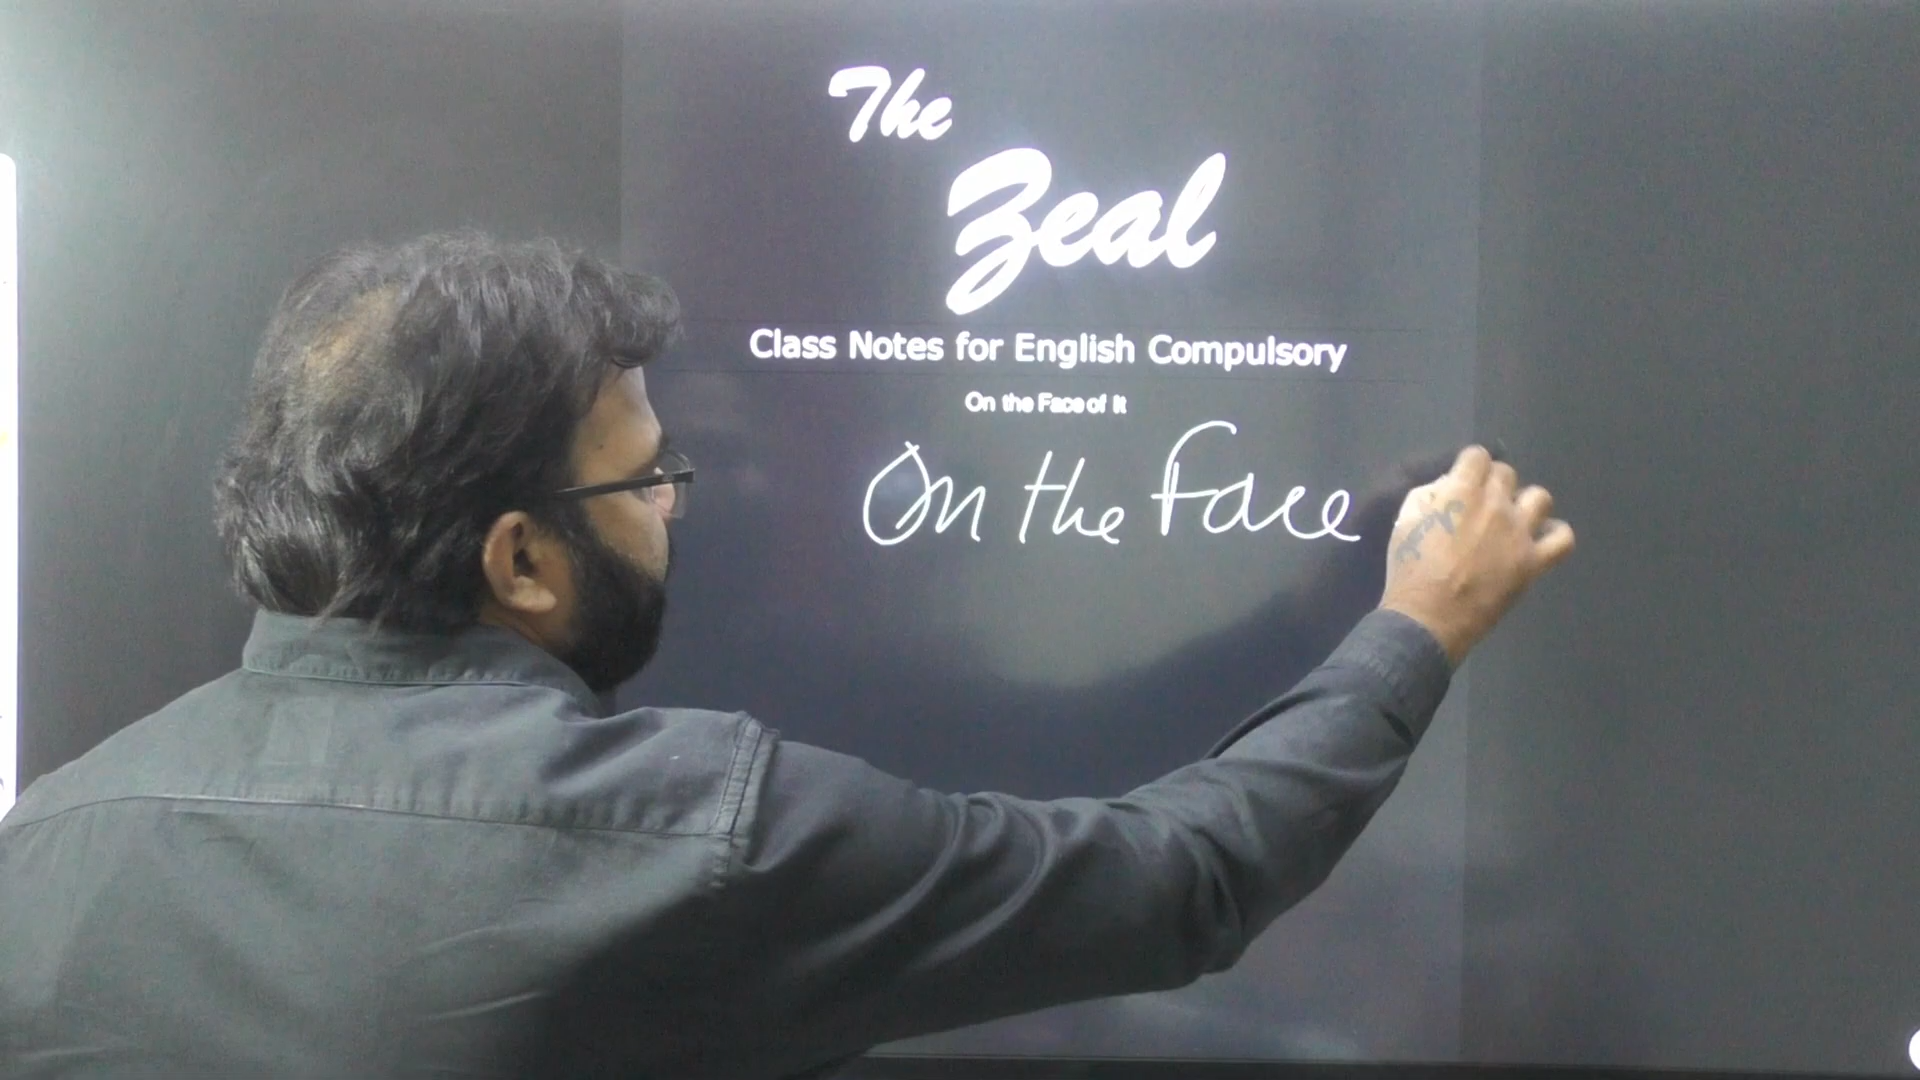 The
Zeal
Class Notes for English Compulsory
On the Face of It
On the Face